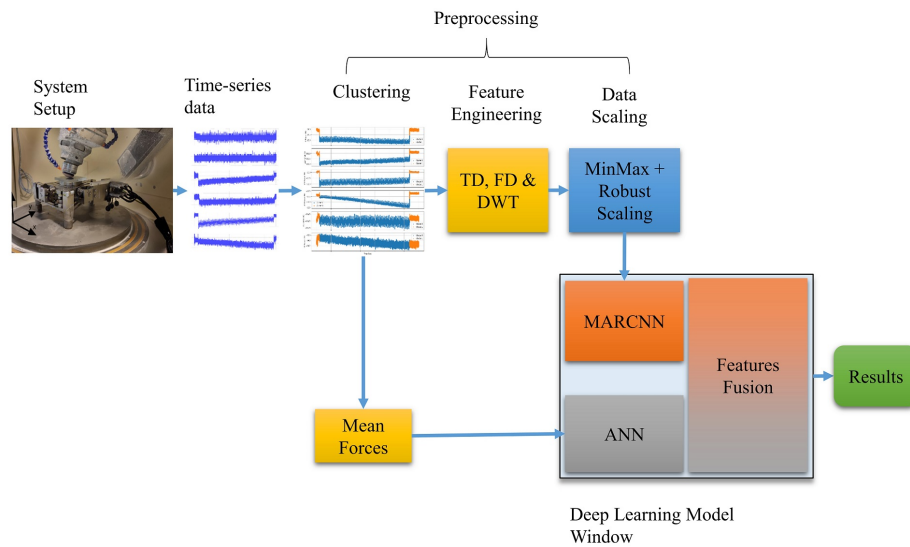 Preprocessing
System
Setup
Time-series
data
Clustering
Feature
Engineering
Data
Scaling
TD, FD &
DWT
MinMax +
Robust
Scaling
MARCNN
Features
Fusion
Results
Mean
Forces
ANN
Deep Learning Model
Window